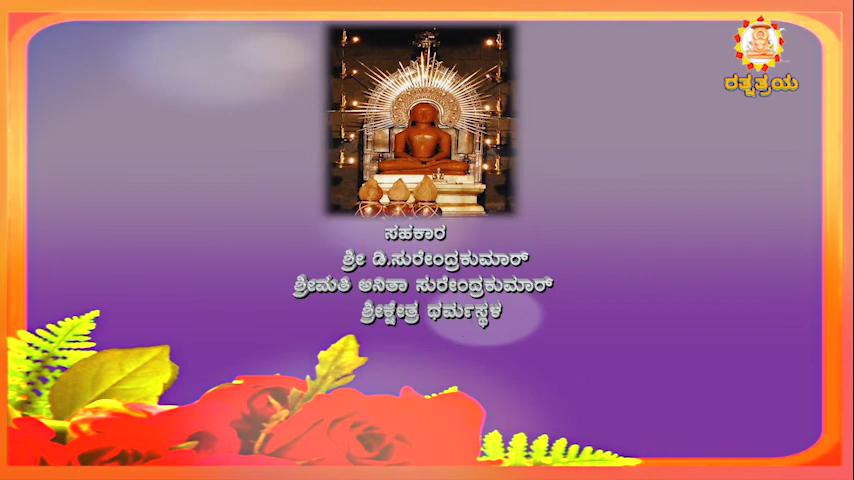 ರತ್ನತ್ರಯ
ಸಹಕಾರ
ಶ್ರೀ ಡಿ.ಸುರೇಂದ್ರಕುಮಾರ್
ಶ್ರೀಮತಿ ಅನಿತಾ ಸುರೇಂದ್ರಕುಮಾರ್
ಶ್ರೀಕ್ಷೇತ್ರ ಧರ್ಮಸ್ಥಳ